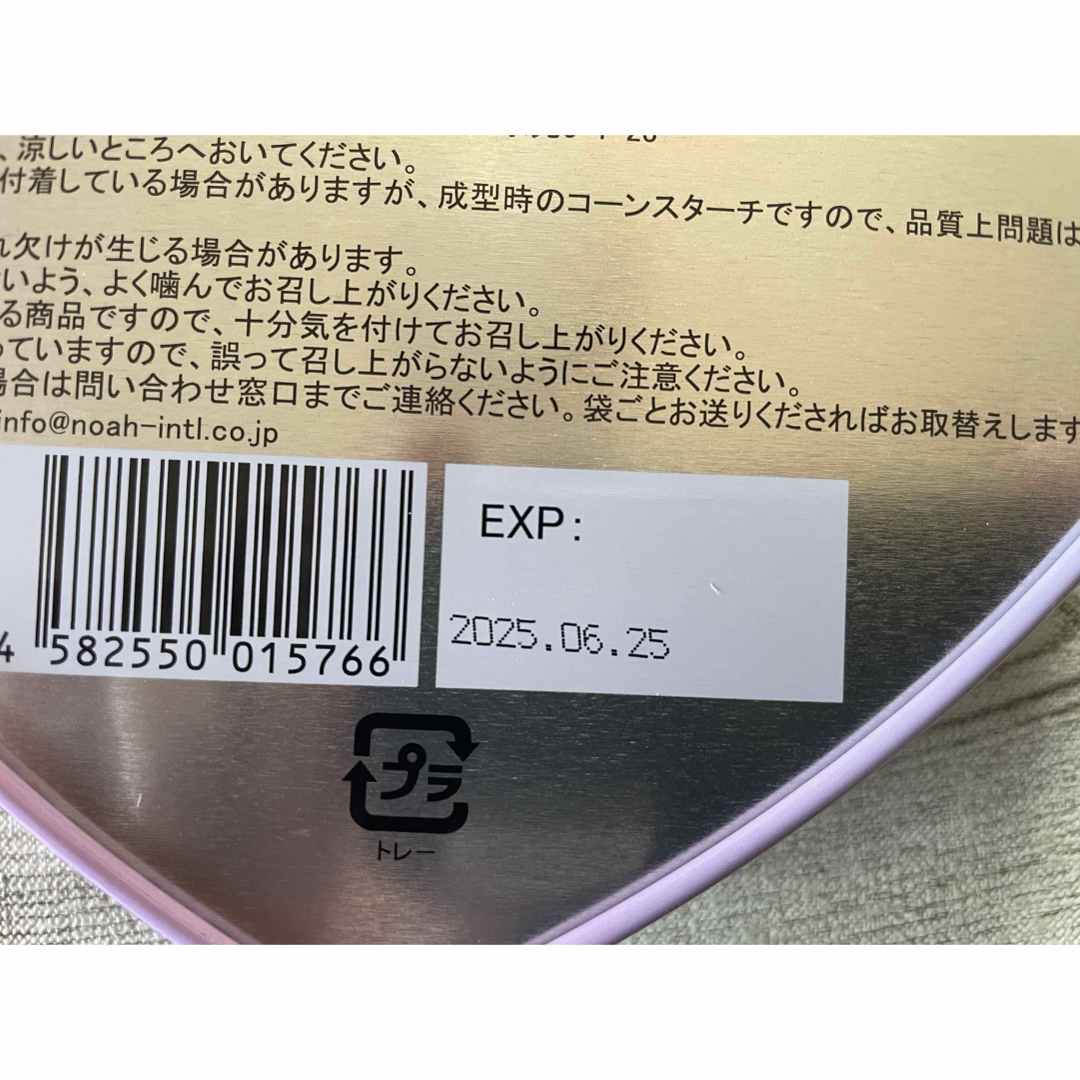 、涼しいところへおいてください。
付着している場合がありますが、成型時のコーンスターチですので、品質上問題は
れ欠けが生じる場合があります。
いよう、よく噛んでお召し上がりください。
る商品ですので、十分気を付けてお召し上がりください。
っていますので、誤って召し上がらないようにご注意ください。
場合は問い合わせ窓口までご連絡ください。袋ごとお送りくださればお取替えします
info@noah-intl.co.jp
4 582550 015766
EXP:
2025.06.25
プラ
トレー